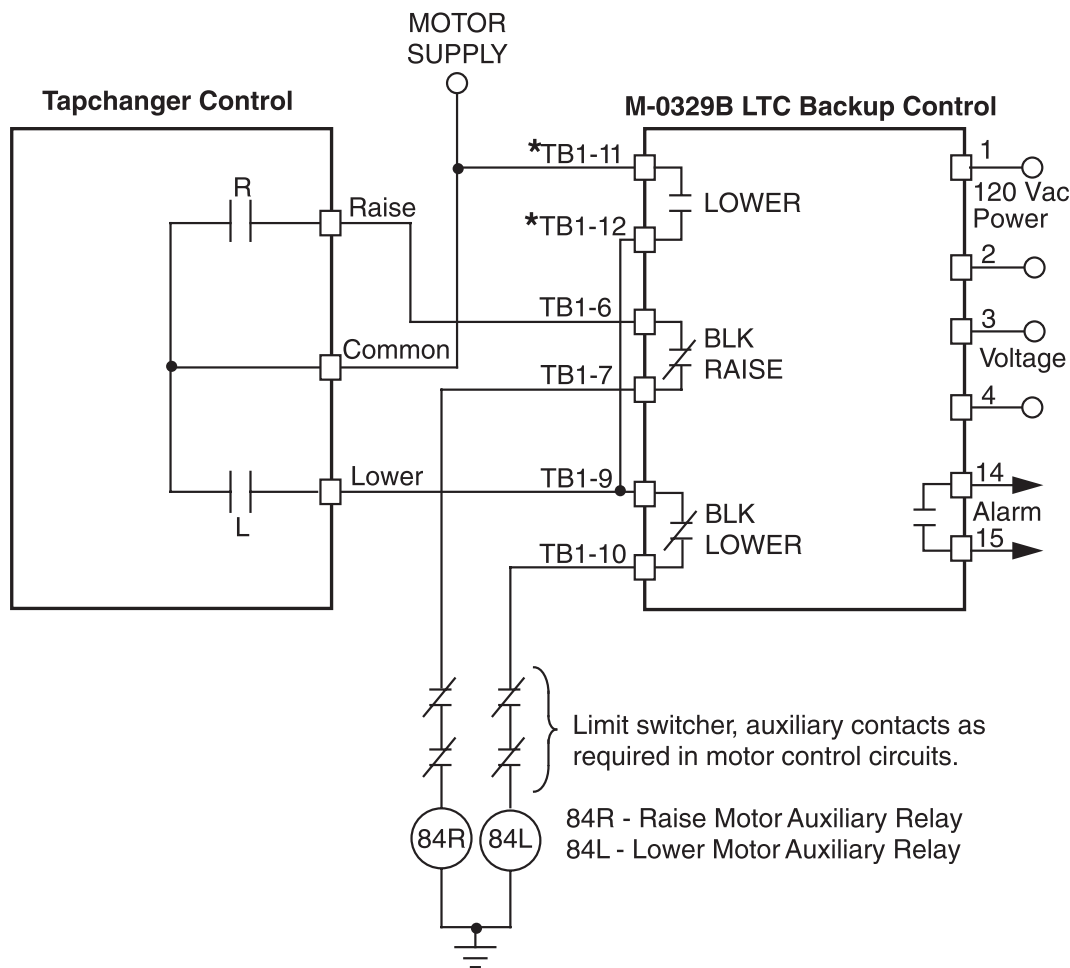 MOTOR
SUPPLY
Tapchanger Control
M-0329B LTC Backup Control
*TB1-11
1
R
LOWER
120 Vac
Power
Raise
*TB1-12
2
TB1-6
3
Common
BLK
RAISE
Voltage
TB1-7
4
Lower
TB1-9
14
L
BLK
LOWER
Alarm
15
TB1-10
Limit switcher, auxiliary contacts as
required in motor control circuits.
84R
84L
84R - Raise Motor Auxiliary Relay
84L - Lower Motor Auxiliary Relay